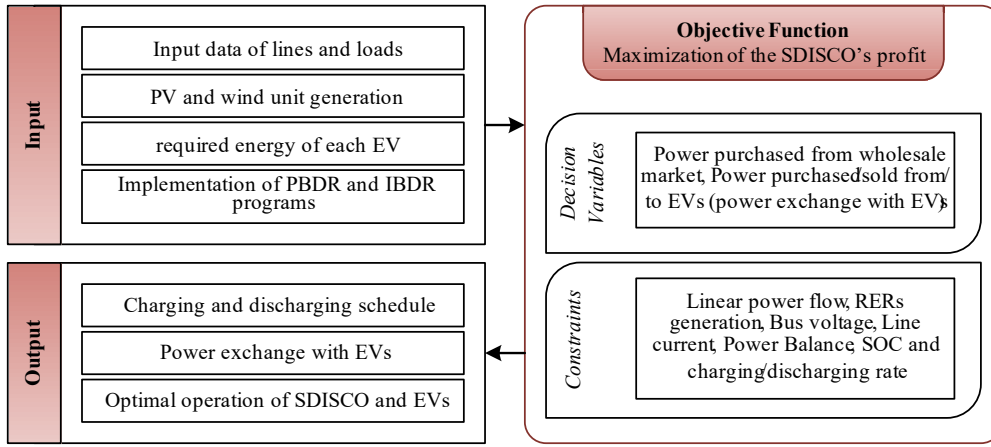 Input
Input data of lines and loads
PV and wind unit generation
required energy of each EV
Implementation of PBDR and IBDR
programs
Objective Function
Maximization of the SDISCO's profit
Decision
Variables
Power purchased from wholesale
market, Power purchased/sold from/
to EVs (power exchange with EVs)
Constraints
Linear power flow, RERs
generation, Bus voltage, Line
current, Power Balance, SOC and
charging/discharging rate
Output
Charging and discharging schedule
Power exchange with EVs
Optimal operation of SDISCO and EVs